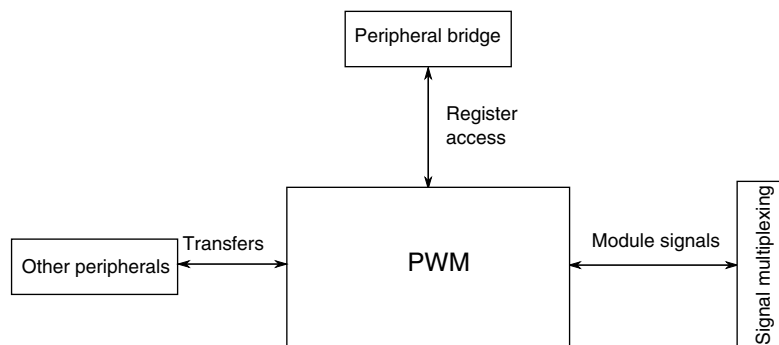 Peripheral bridge
Register
access
Transfers
Other peripherals
PWM
Module signals
Signal multiplexing